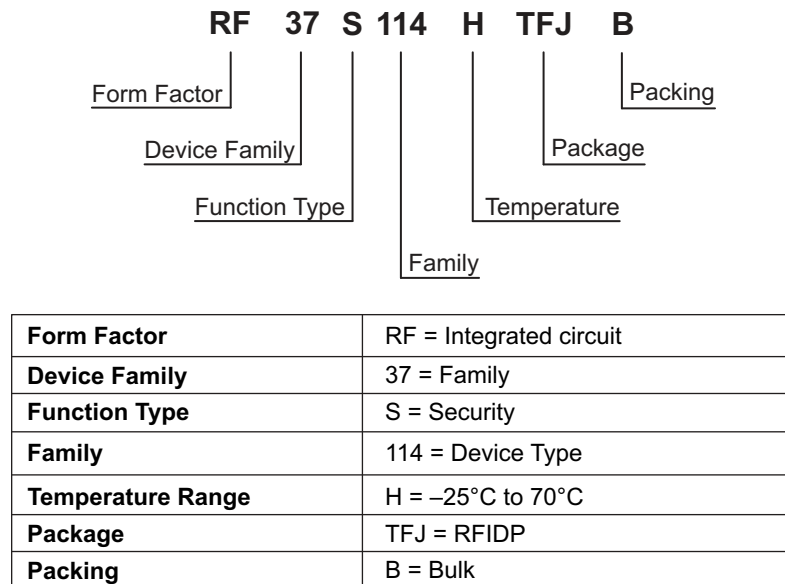 RF 37 S 114 H TFJ B
Form Factor
Packing
Device Family
Package
Function Type
Temperature
Family
Form Factor RF = Integrated circuit
Device Family 37 = Family
Function Type S = Security
Family 114 = Device Type
Temperature Range H = –25°C to 70°C
Package TFJ = RFIDP
Packing B = Bulk